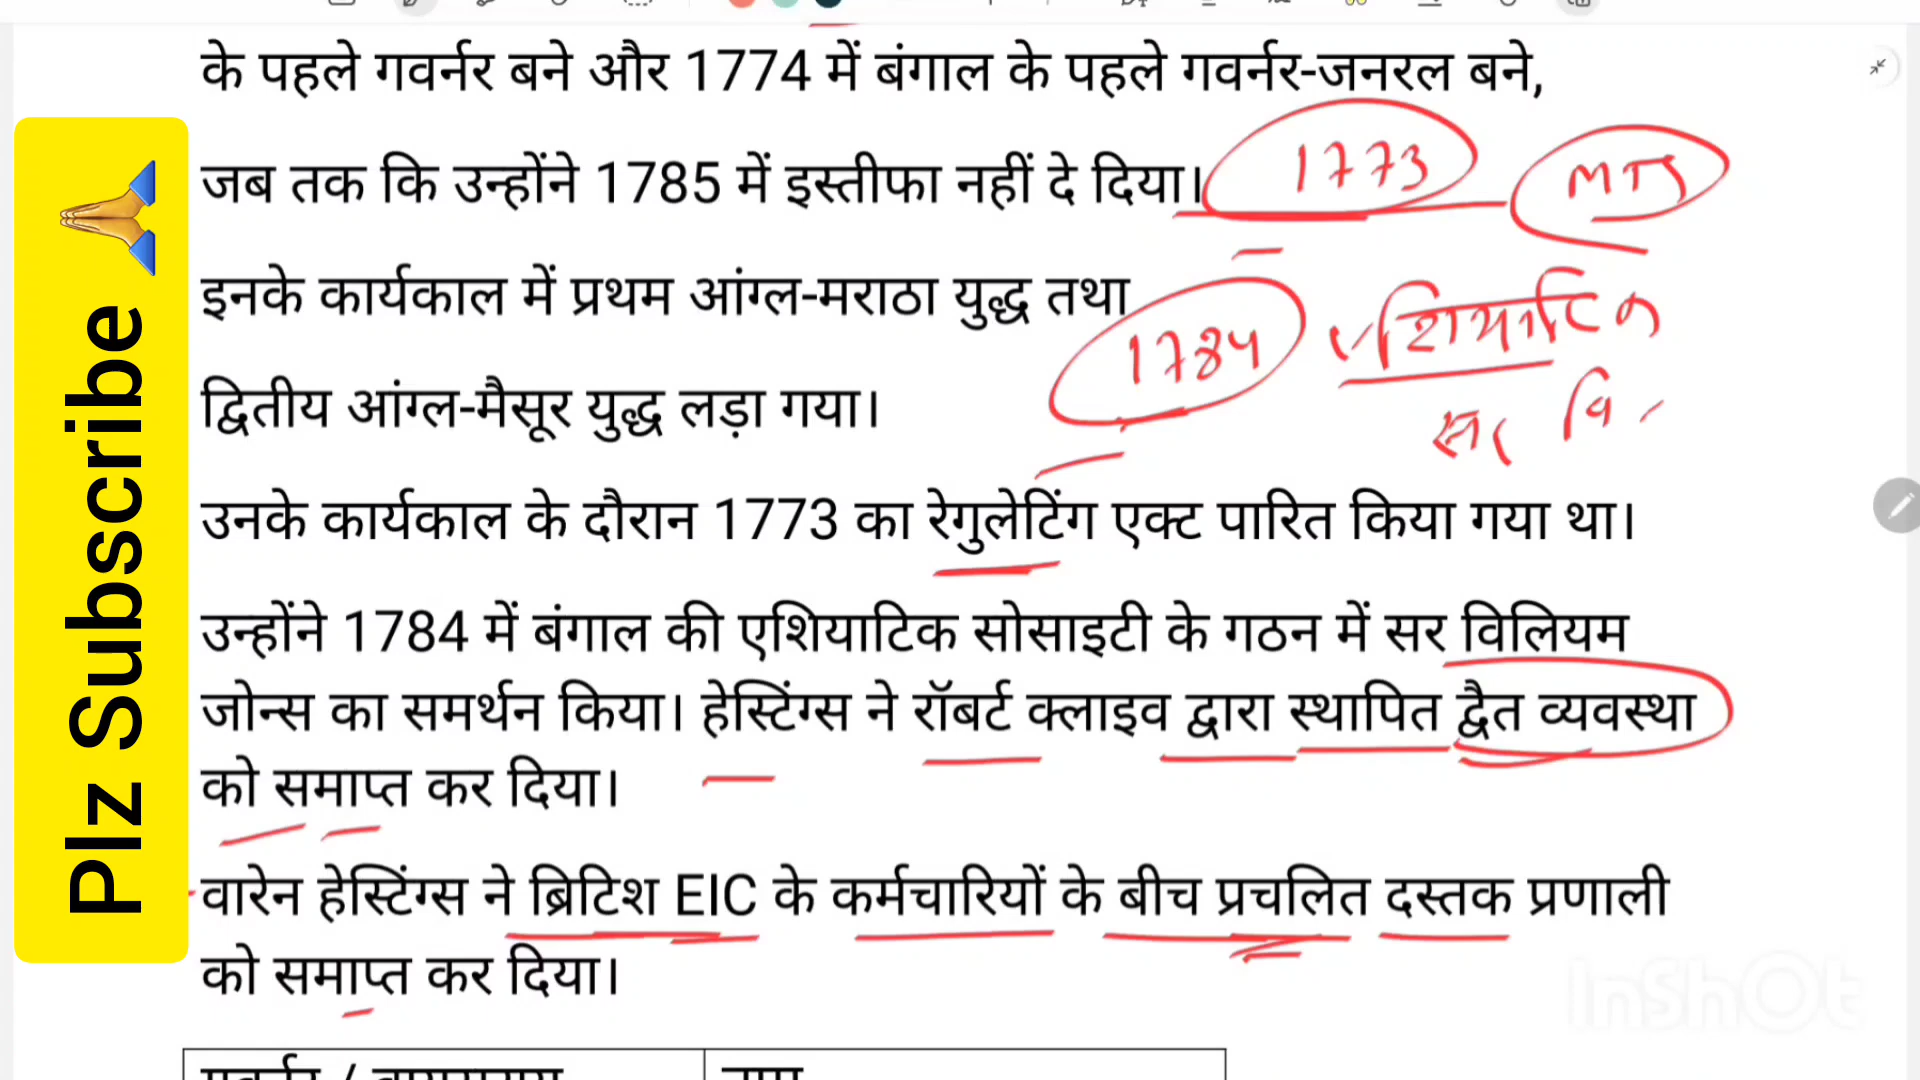 के पहले गवर्नर बने और 1774 में बंगाल के पहले गवर्नर-जनरल बने,
जब तक कि उन्होंने 1785 में इस्तीफा नहीं दे दिया।
1773
MTS
इनके कार्यकाल में प्रथम आंग्ल-मराठा युद्ध तथा
1784 एशियाटिक
द्वितीय आंग्ल-मैसूर युद्ध लड़ा गया।
सर वि
उनके कार्यकाल के दौरान 1773 का रेगुलेटिंग एक्ट पारित किया गया था।
उन्होंने 1784 में बंगाल की एशियाटिक सोसाइटी के गठन में सर विलियम
जोन्स का समर्थन किया। हेस्टिंग्स ने रॉबर्ट क्लाइव द्वारा स्थापित द्वैत व्यवस्था
को समाप्त कर दिया।
वारेन हेस्टिंग्स ने ब्रिटिश EIC के कर्मचारियों के बीच प्रचलित दस्तक प्रणाली
को समाप्त कर दिया।
Plz Subscribe 🙏
InShOt